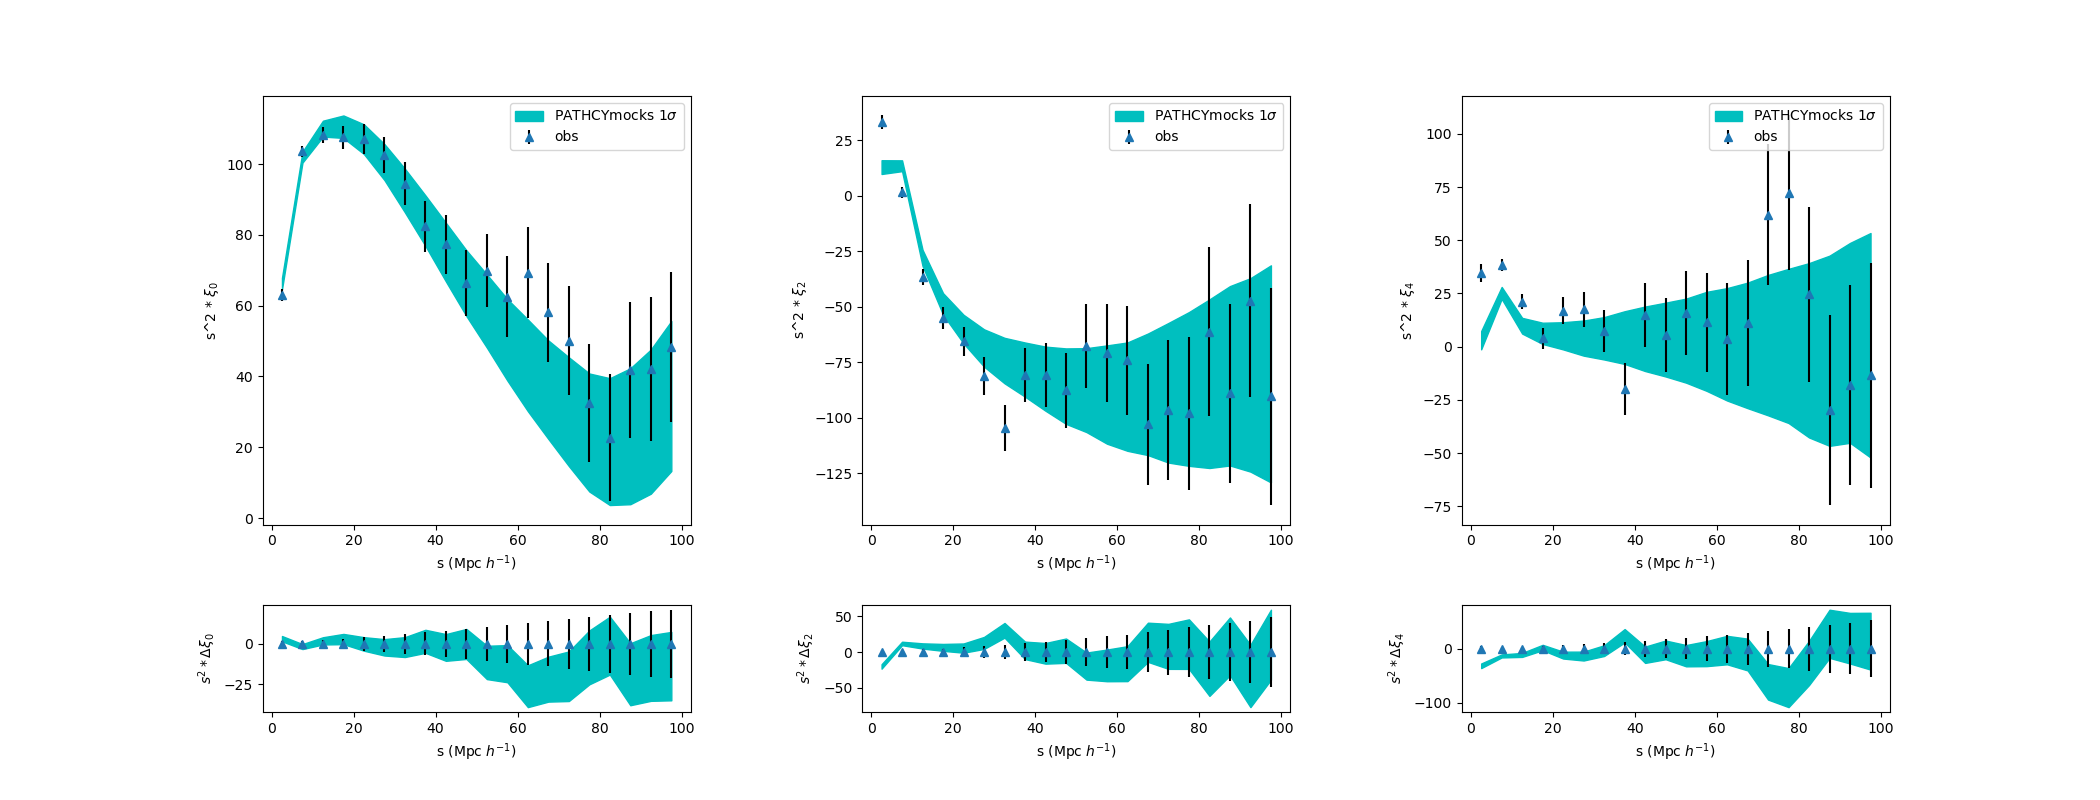 PATHCYmocks 1σ
obs
s^2 * ξ₀
100
80
60
40
20
0
0 20 40 60 80 100
s (Mpc h⁻¹)
PATHCYmocks 1σ
obs
s^2 * ξ₂
25
0
−25
−50
−75
−100
−125
0 20 40 60 80 100
s (Mpc h⁻¹)
PATHCYmocks 1σ
obs
s^2 * ξ₄
100
75
50
25
0
−25
−50
−75
0 20 40 60 80 100
s (Mpc h⁻¹)
s² * Δξ₀
0
−25
0 20 40 60 80 100
s (Mpc h⁻¹)
s² * Δξ₂
50
0
−50
0 20 40 60 80 100
s (Mpc h⁻¹)
s² * Δξ₄
0
−100
0 20 40 60 80 100
s (Mpc h⁻¹)